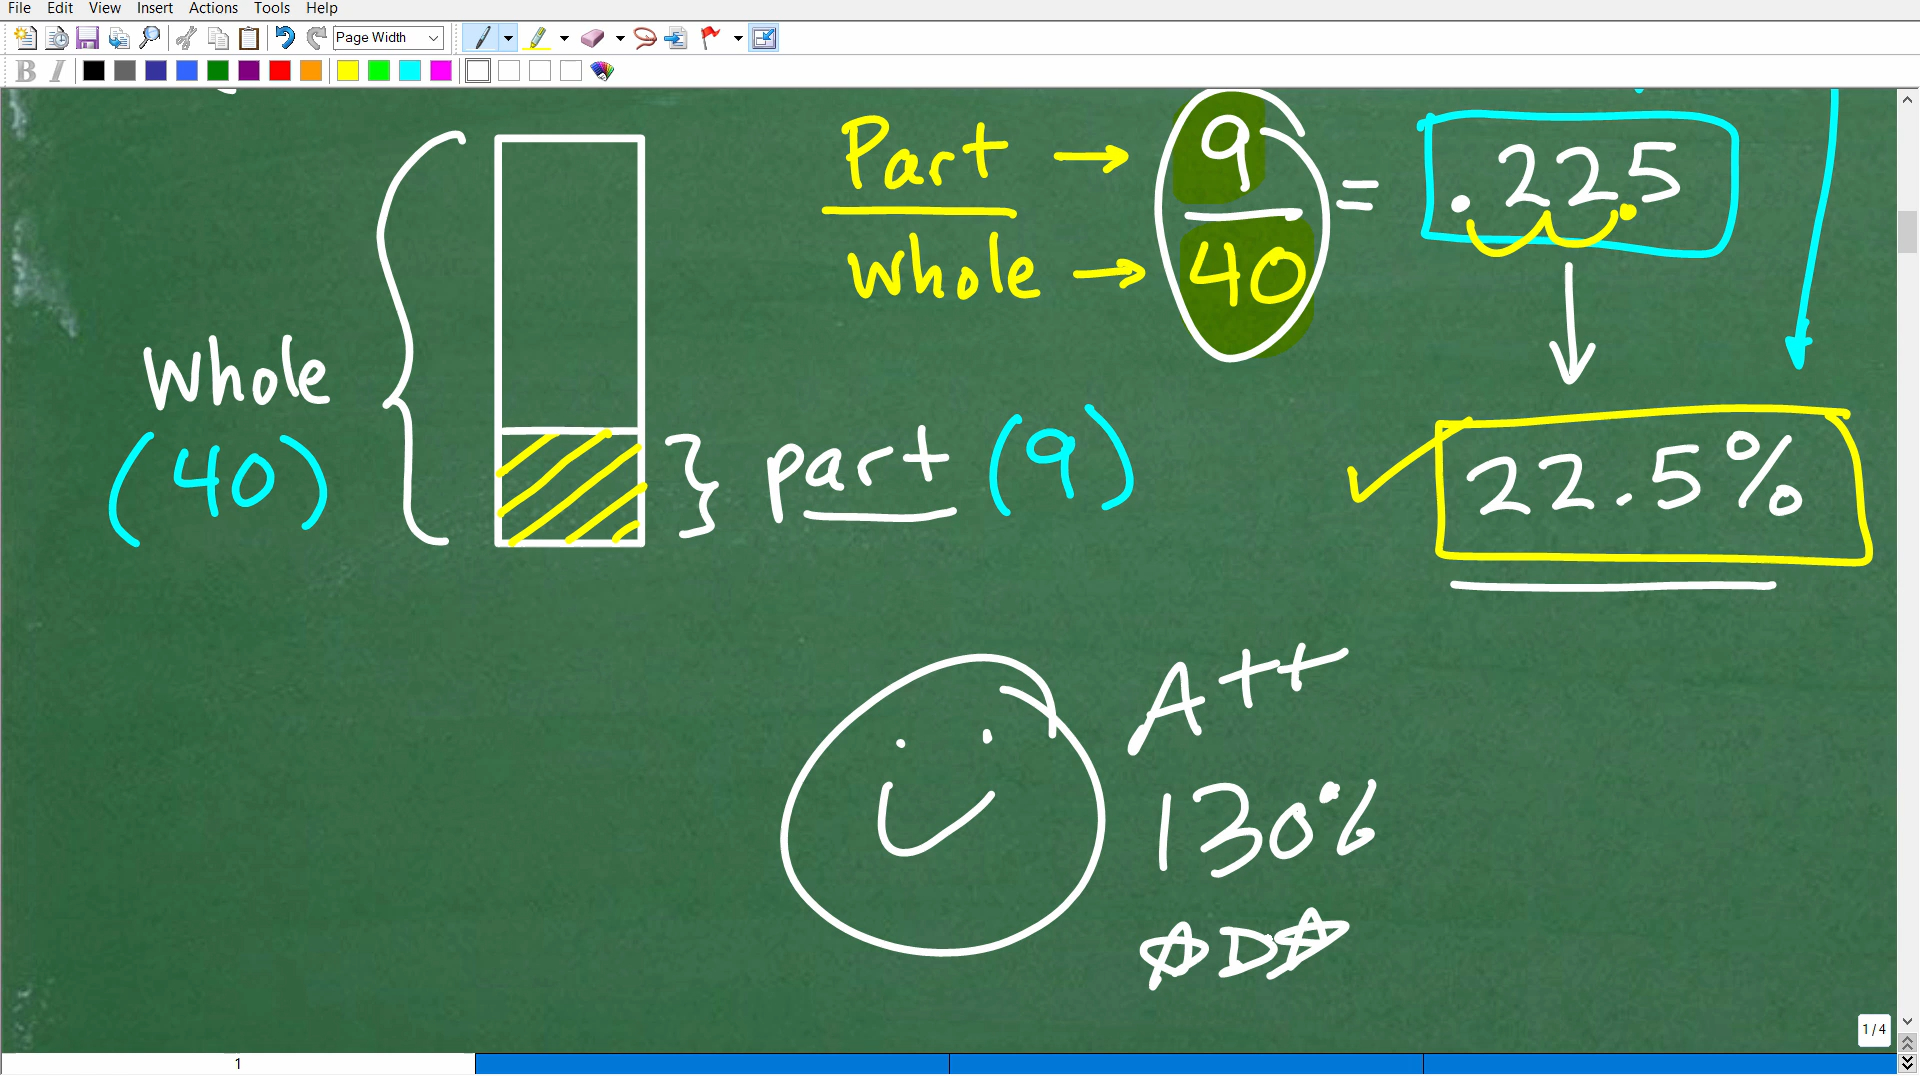 File Edit View Insert Actions Tools Help
Page Width
B I
Part → 9 = .225
Whole → 40
Whole
(40)
part (9)
22.5%
A++
130%
D
1/4
1